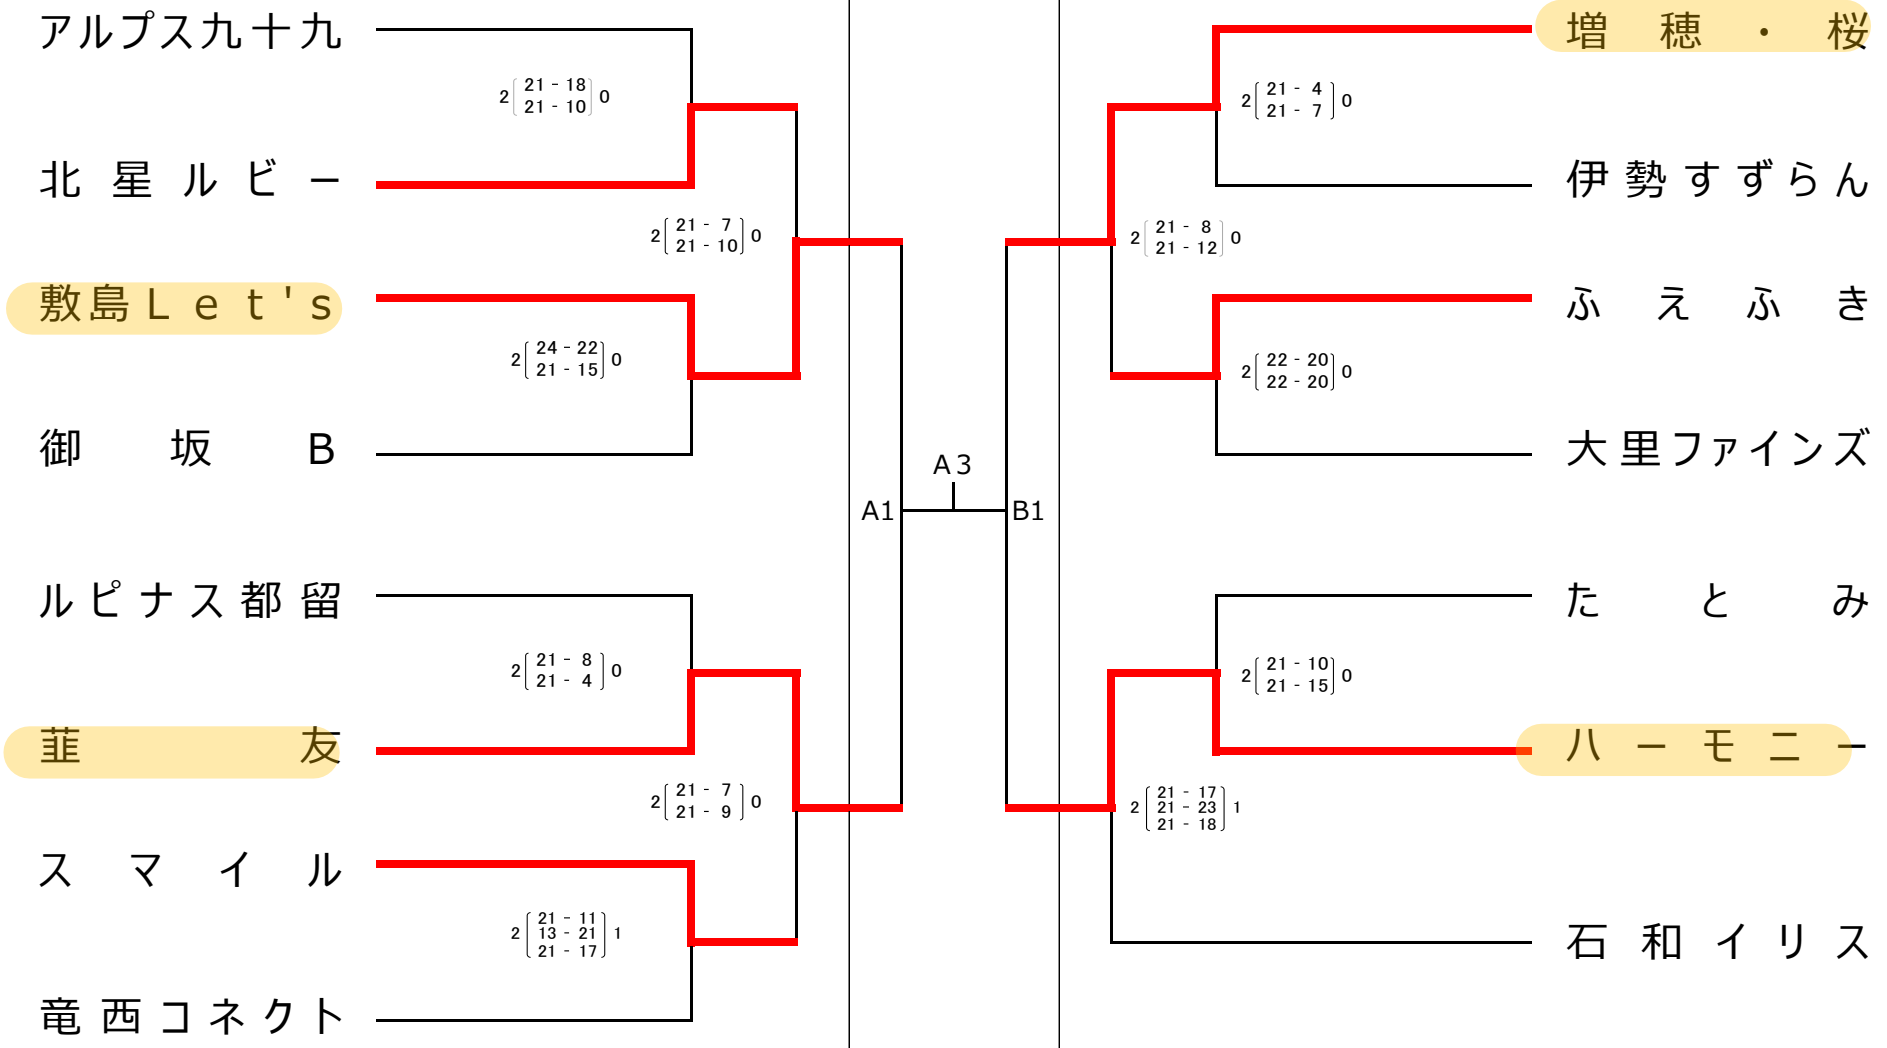 アルプス九十九
2 21 - 18 0
21 - 10
北星ルビー
2 21 - 7 0
21 - 10
敷島Let's
2 24 - 22 0
21 - 15
御坂B
ルピナス都留
2 21 - 8 0
21 - 4
韮友
2 21 - 7 0
21 - 9
スマイル
2 21 - 11 1
13 - 21
21 - 17
竜西コネクト
A1
A3
B1
増穂・桜
2 21 - 4 0
21 - 7
伊勢すずらん
2 21 - 8 0
21 - 12
ふえふき
2 22 - 20 0
22 - 20
大里ファインズ
たとみ
2 21 - 10 0
21 - 15
ハーモニー
2 21 - 17 1
21 - 23
21 - 18
石和イリス